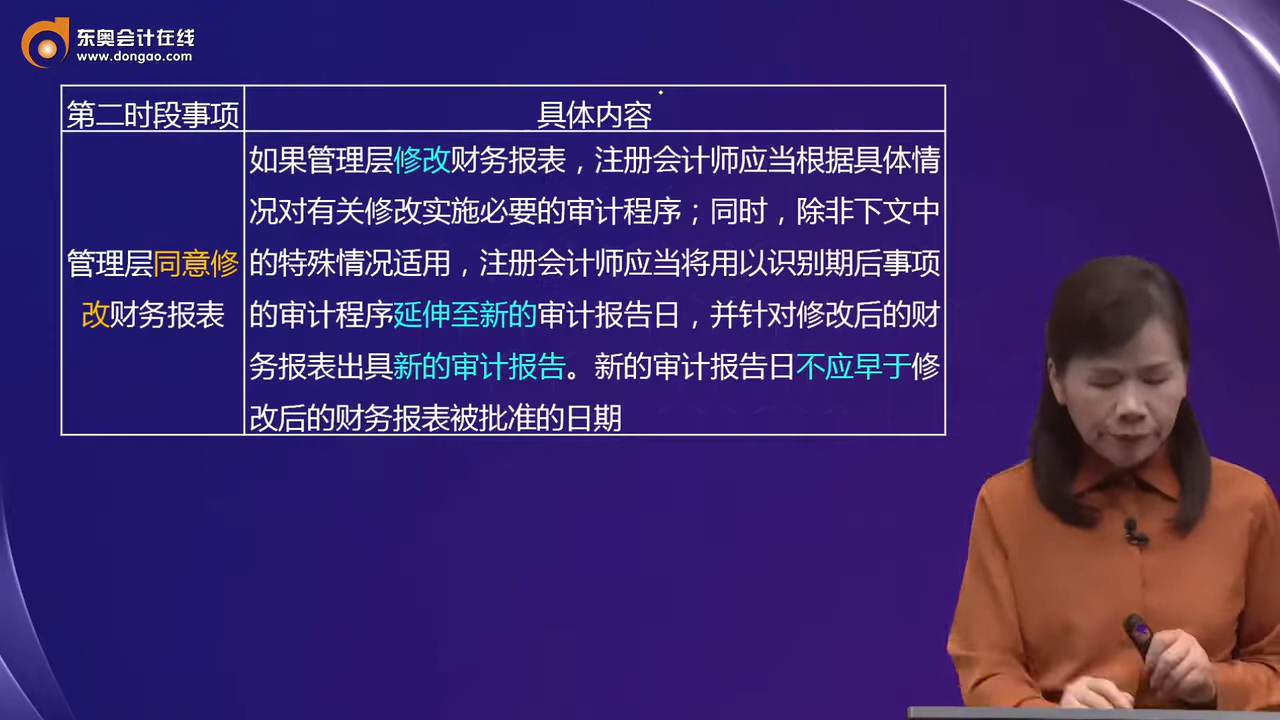 东奥会计在线
www.dongao.com
第二时段事项
具体内容
管理层同意修
改财务报表
如果管理层修改财务报表，注册会计师应当根据具体情
况对有关修改实施必要的审计程序；同时，除非下文中
的特殊情况适用，注册会计师应当将用以识别期后事项
的审计程序延伸至新的审计报告日，并针对修改后的财
务报表出具新的审计报告。新的审计报告日不应早于修
改后的财务报表被批准的日期